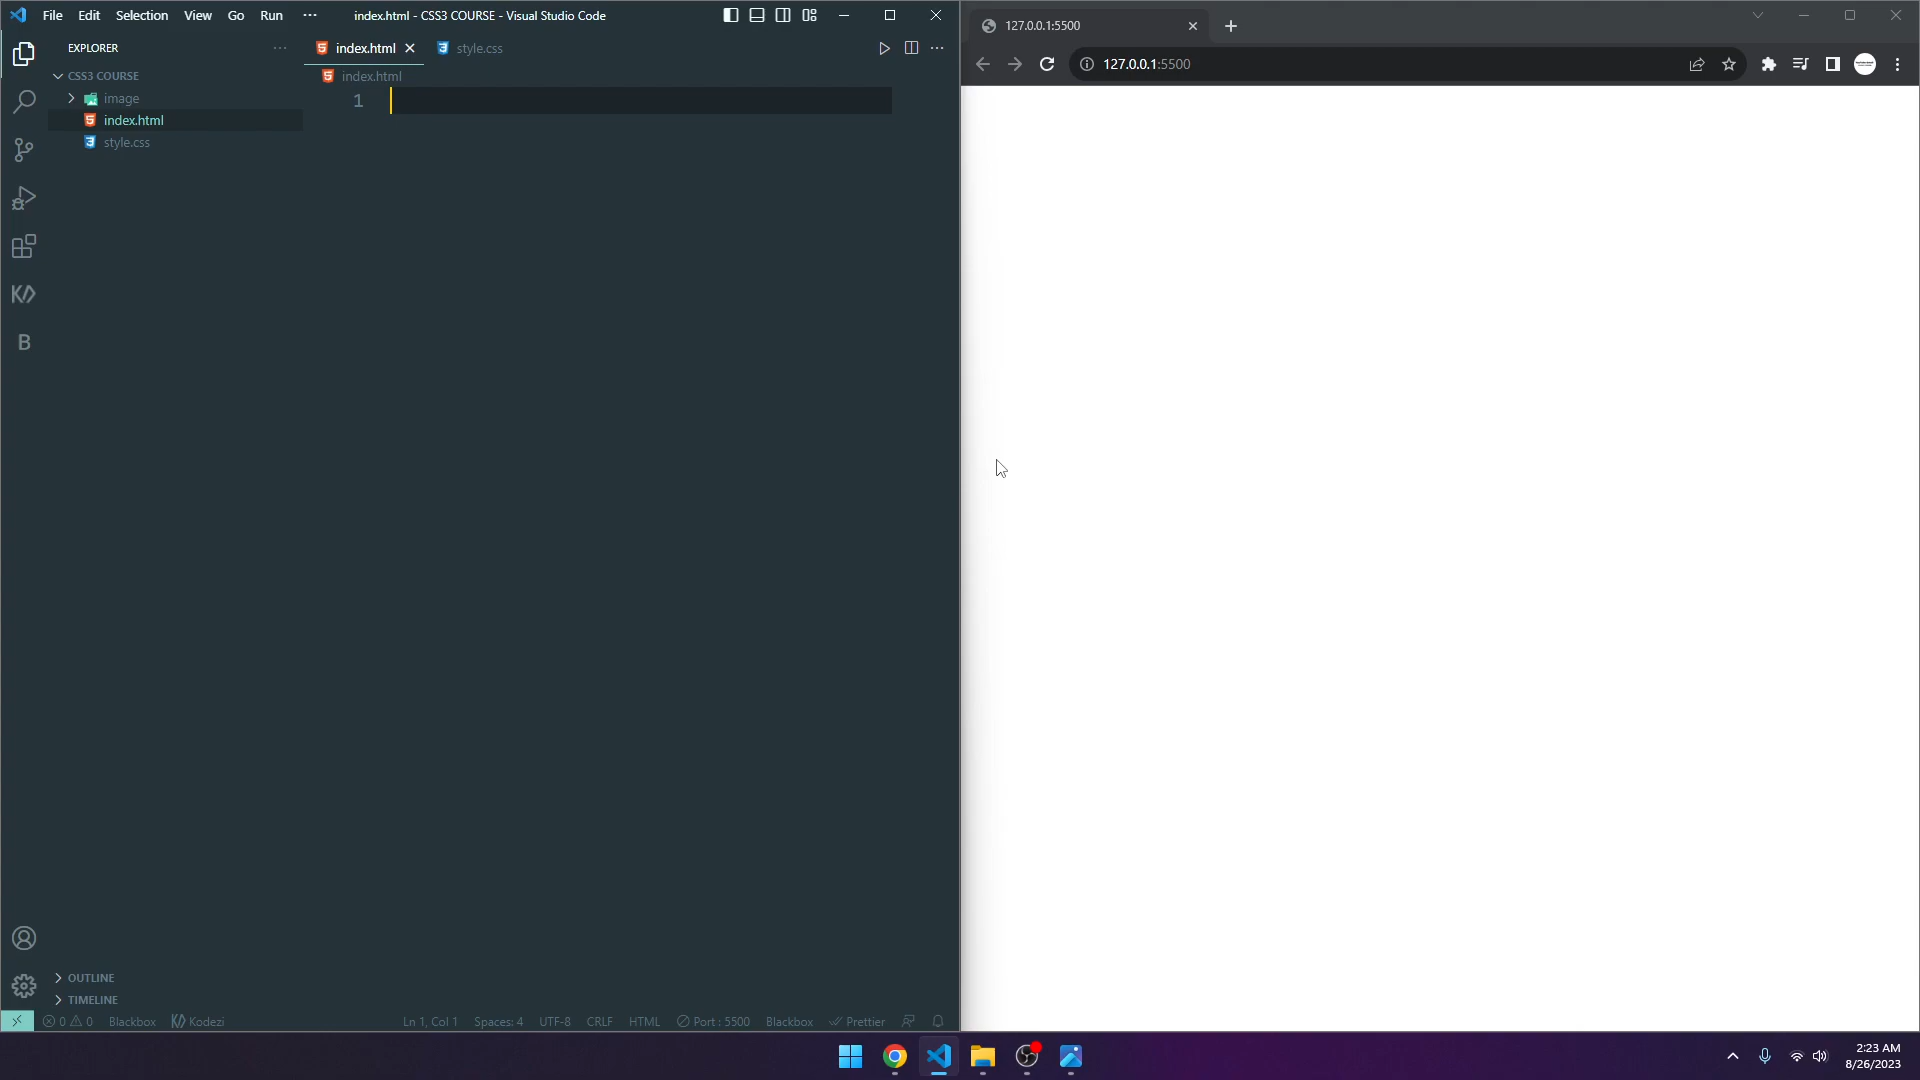 File Edit Selection View Go Run ··· index.html - CSS3 COURSE - Visual Studio Code
127.0.0.1:5500
EXPLORER ···
index.html
style.css
127.0.0.1:5500
CSS3 COURSE
index.html
image
1
index.html
style.css
B
OUTLINE
TIMELINE
0 0 Blackbox Kodezi
Ln 1, Col 1 Spaces: 4 UTF-8 CRLF HTML Port : 5500 Blackbox Prettier
2:23 AM
8/26/2023